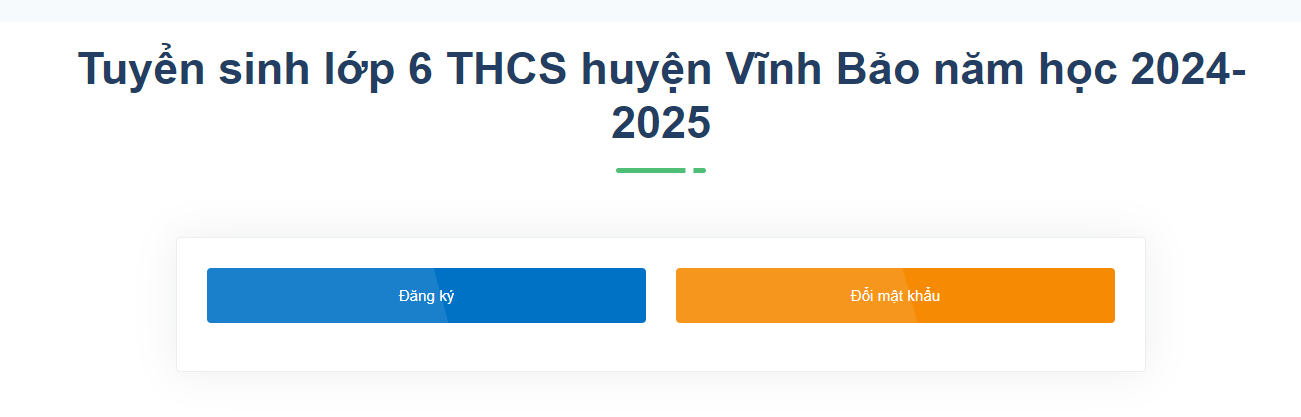 Tuyển sinh lớp 6 THCS huyện Vĩnh Bảo năm học 2024-
2025
Đăng ký
Đổi mật khẩu